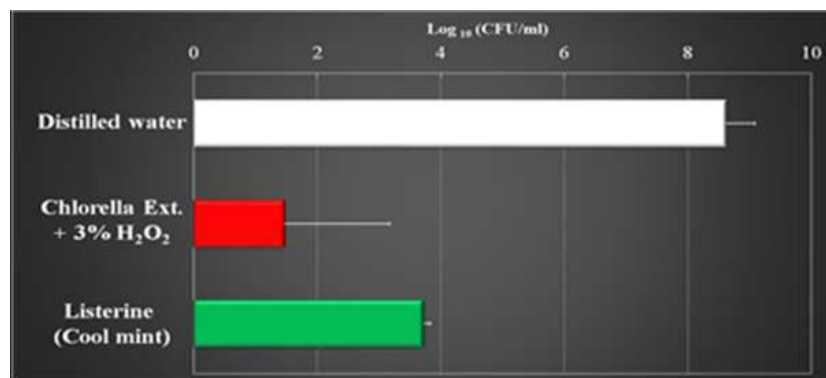 Log ₁₀ (CFU/ml)
0 2 4 6 8 10
Distilled water
Chlorella Ext.
+ 3% H₂O₂
Listerine
(Cool mint)